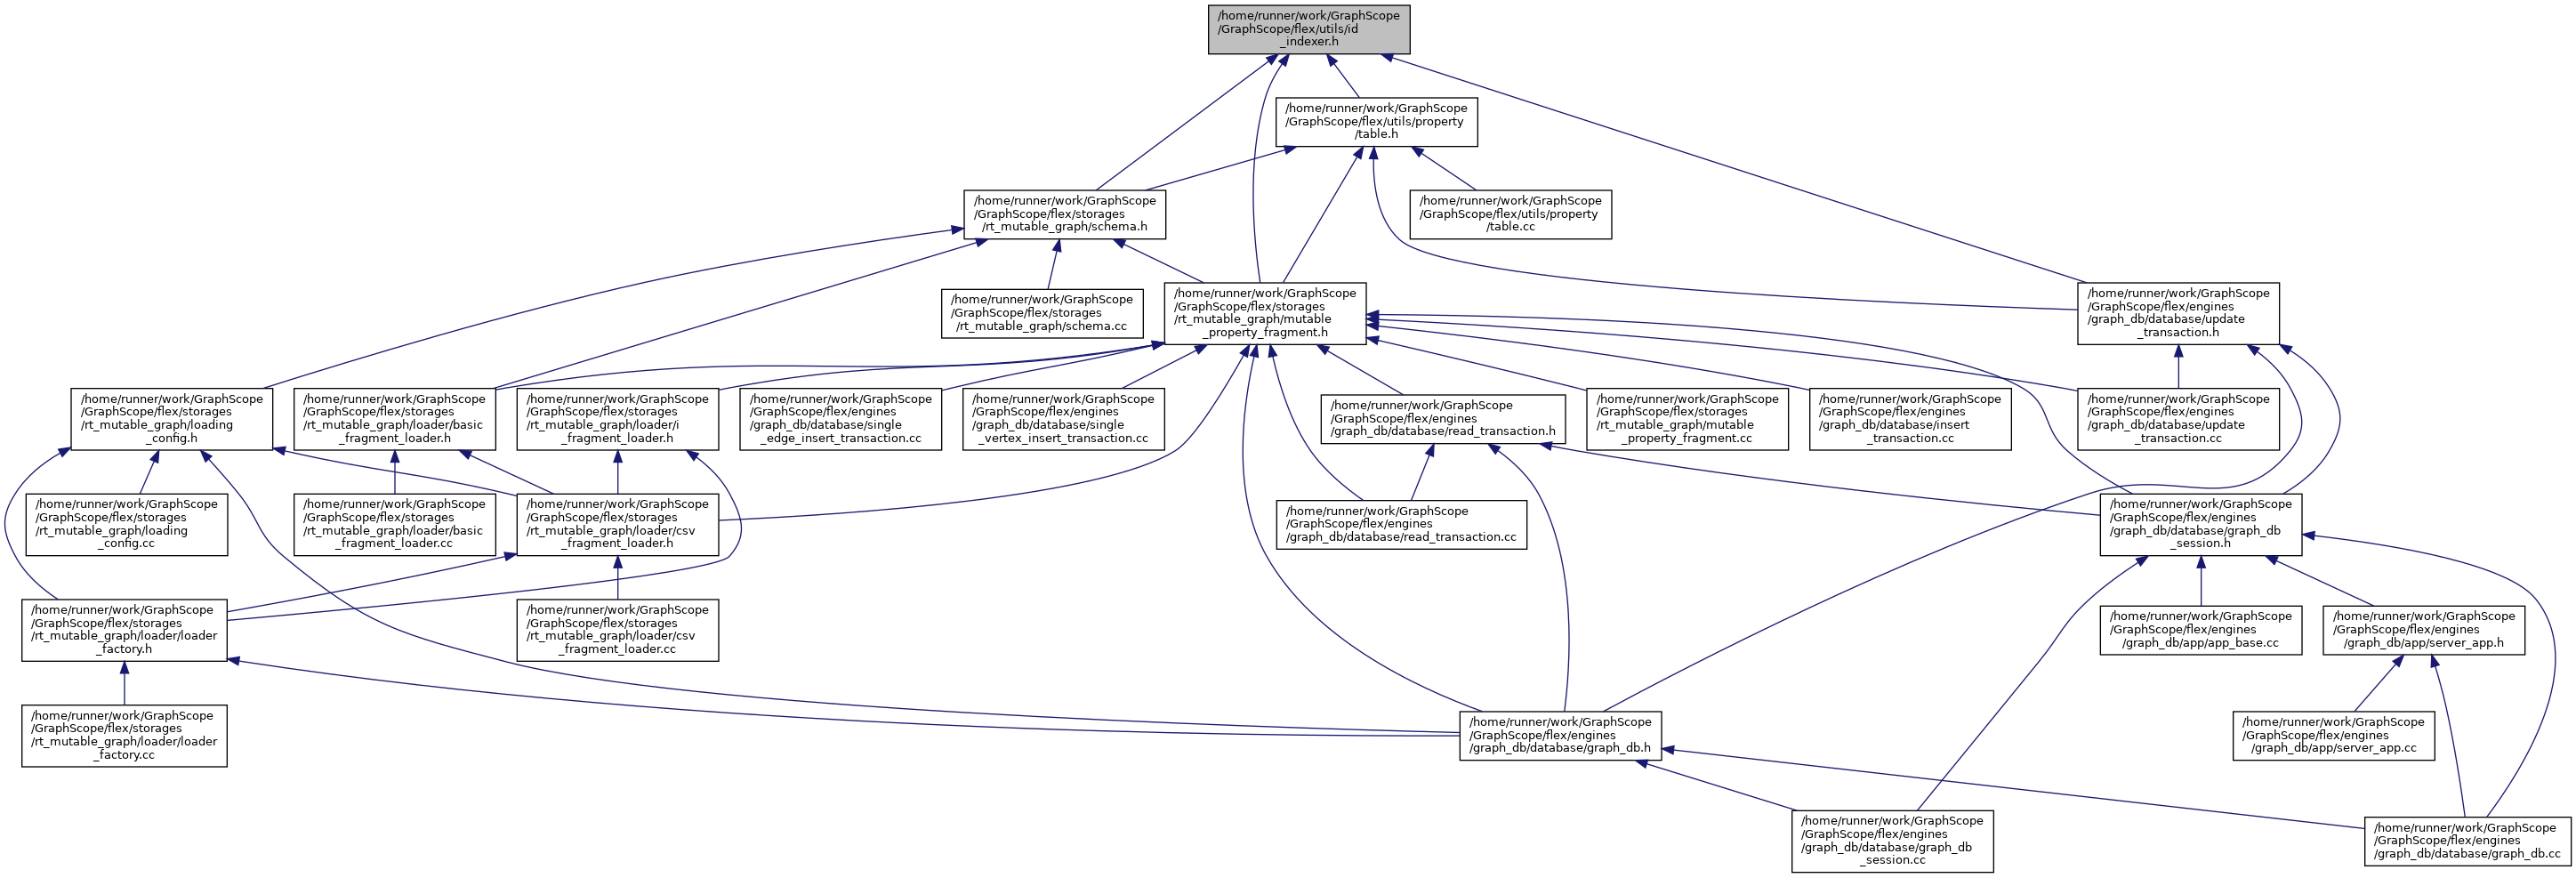 /home/runner/work/GraphScope
/GraphScope/flex/utils/id
_indexer.h
/home/runner/work/GraphScope
/GraphScope/flex/utils/property
/table.h
/home/runner/work/GraphScope
/GraphScope/flex/storages
/rt_mutable_graph/schema.h
/home/runner/work/GraphScope
/GraphScope/flex/utils/property
/table.cc
/home/runner/work/GraphScope
/GraphScope/flex/storages
/rt_mutable_graph/schema.cc
/home/runner/work/GraphScope
/GraphScope/flex/storages
/rt_mutable_graph/mutable
_property_fragment.h
/home/runner/work/GraphScope
/GraphScope/flex/engines
/graph_db/database/update
_transaction.h
/home/runner/work/GraphScope
/GraphScope/flex/storages
/rt_mutable_graph/loading
_config.h
/home/runner/work/GraphScope
/GraphScope/flex/storages
/rt_mutable_graph/loader/basic
_fragment_loader.h
/home/runner/work/GraphScope
/GraphScope/flex/storages
/rt_mutable_graph/loader/i
_fragment_loader.h
/home/runner/work/GraphScope
/GraphScope/flex/engines
/graph_db/database/single
_edge_insert_transaction.cc
/home/runner/work/GraphScope
/GraphScope/flex/engines
/graph_db/database/single
_vertex_insert_transaction.cc
/home/runner/work/GraphScope
/GraphScope/flex/engines
/graph_db/database/read_transaction.h
/home/runner/work/GraphScope
/GraphScope/flex/storages
/rt_mutable_graph/mutable
_property_fragment.cc
/home/runner/work/GraphScope
/GraphScope/flex/engines
/graph_db/database/insert
_transaction.cc
/home/runner/work/GraphScope
/GraphScope/flex/engines
/graph_db/database/update
_transaction.cc
/home/runner/work/GraphScope
/GraphScope/flex/storages
/rt_mutable_graph/loading
_config.cc
/home/runner/work/GraphScope
/GraphScope/flex/storages
/rt_mutable_graph/loader/basic
_fragment_loader.cc
/home/runner/work/GraphScope
/GraphScope/flex/storages
/rt_mutable_graph/loader/csv
_fragment_loader.h
/home/runner/work/GraphScope
/GraphScope/flex/engines
/graph_db/database/read_transaction.cc
/home/runner/work/GraphScope
/GraphScope/flex/engines
/graph_db/database/graph_db
_session.h
/home/runner/work/GraphScope
/GraphScope/flex/storages
/rt_mutable_graph/loader/loader
_factory.h
/home/runner/work/GraphScope
/GraphScope/flex/storages
/rt_mutable_graph/loader/csv
_fragment_loader.cc
/home/runner/work/GraphScope
/GraphScope/flex/engines
/graph_db/app/app_base.cc
/home/runner/work/GraphScope
/GraphScope/flex/engines
/graph_db/app/server_app.h
/home/runner/work/GraphScope
/GraphScope/flex/storages
/rt_mutable_graph/loader/loader
_factory.cc
/home/runner/work/GraphScope
/GraphScope/flex/engines
/graph_db/database/graph_db.h
/home/runner/work/GraphScope
/GraphScope/flex/engines
/graph_db/app/server_app.cc
/home/runner/work/GraphScope
/GraphScope/flex/engines
/graph_db/database/graph_db
_session.cc
/home/runner/work/GraphScope
/GraphScope/flex/engines
/graph_db/database/graph_db.cc